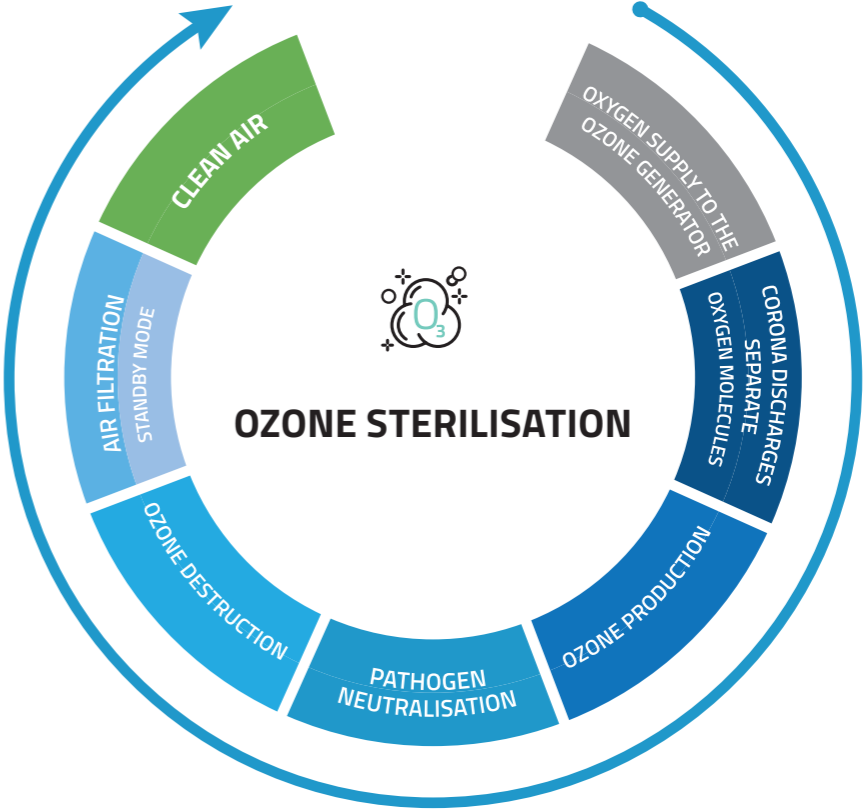 OXYGEN SUPPLY TO THE
OZONE GENERATOR
CORONA DISCHARGES
SEPARATE
OXYGEN MOLECULES
OZONE PRODUCTION
PATHOGEN
NEUTRALISATION
OZONE DESTRUCTION
AIR FILTRATION
STANDBY MODE
CLEAN AIR
O3
OZONE STERILISATION